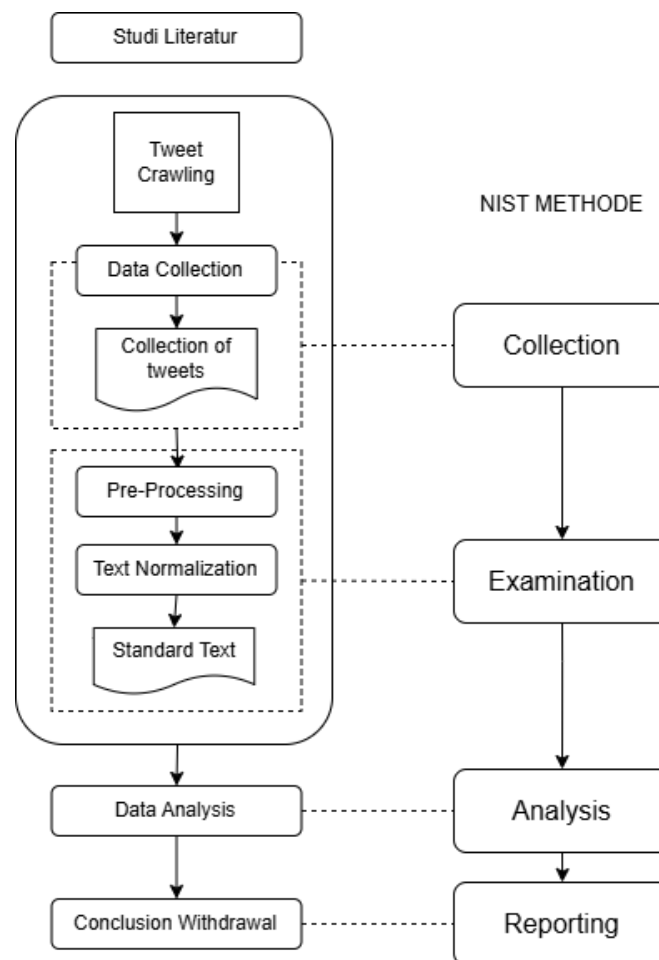 Studi Literatur
Tweet
Crawling
NIST METHODE
Data Collection
Collection of
tweets
Collection
Pre-Processing
Text Normalization
Examination
Standard Text
Data Analysis
Analysis
Conclusion Withdrawal
Reporting